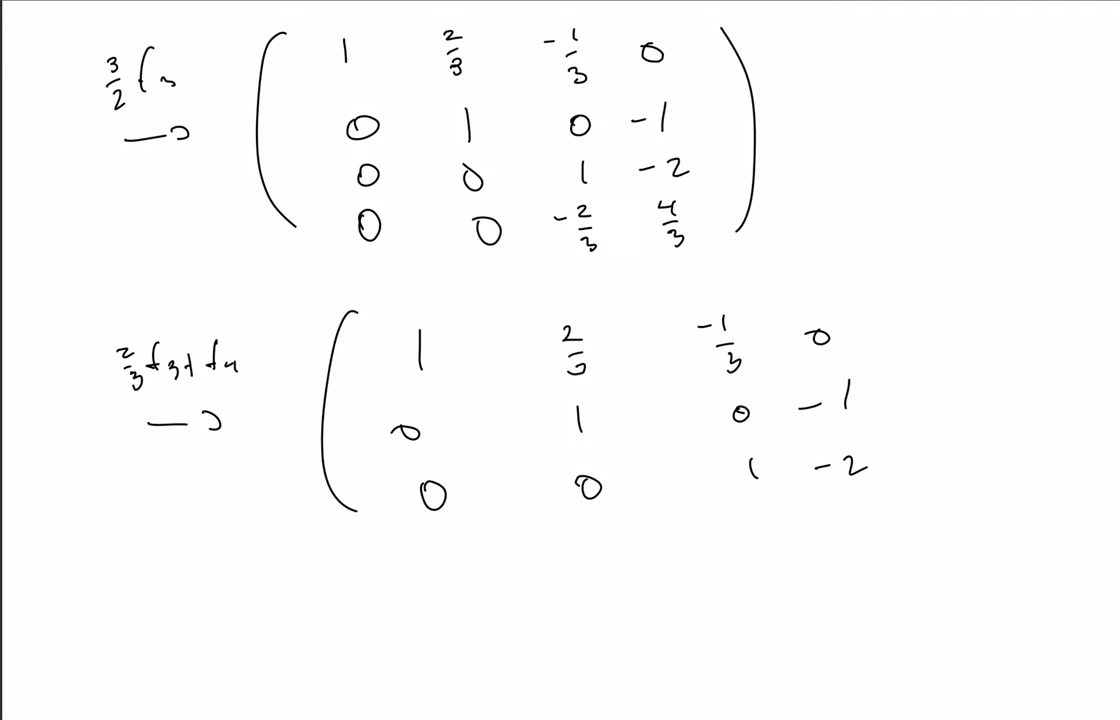 3/2 f3 → ( 1 2/3 -1/3 0
0 1 0 -1
0 0 1 -2
0 0 -2/3 4/3 )
2/3 f3 + f4 → ( 1 2/3 -1/3 0
0 1 0 -1
0 0 1 -2